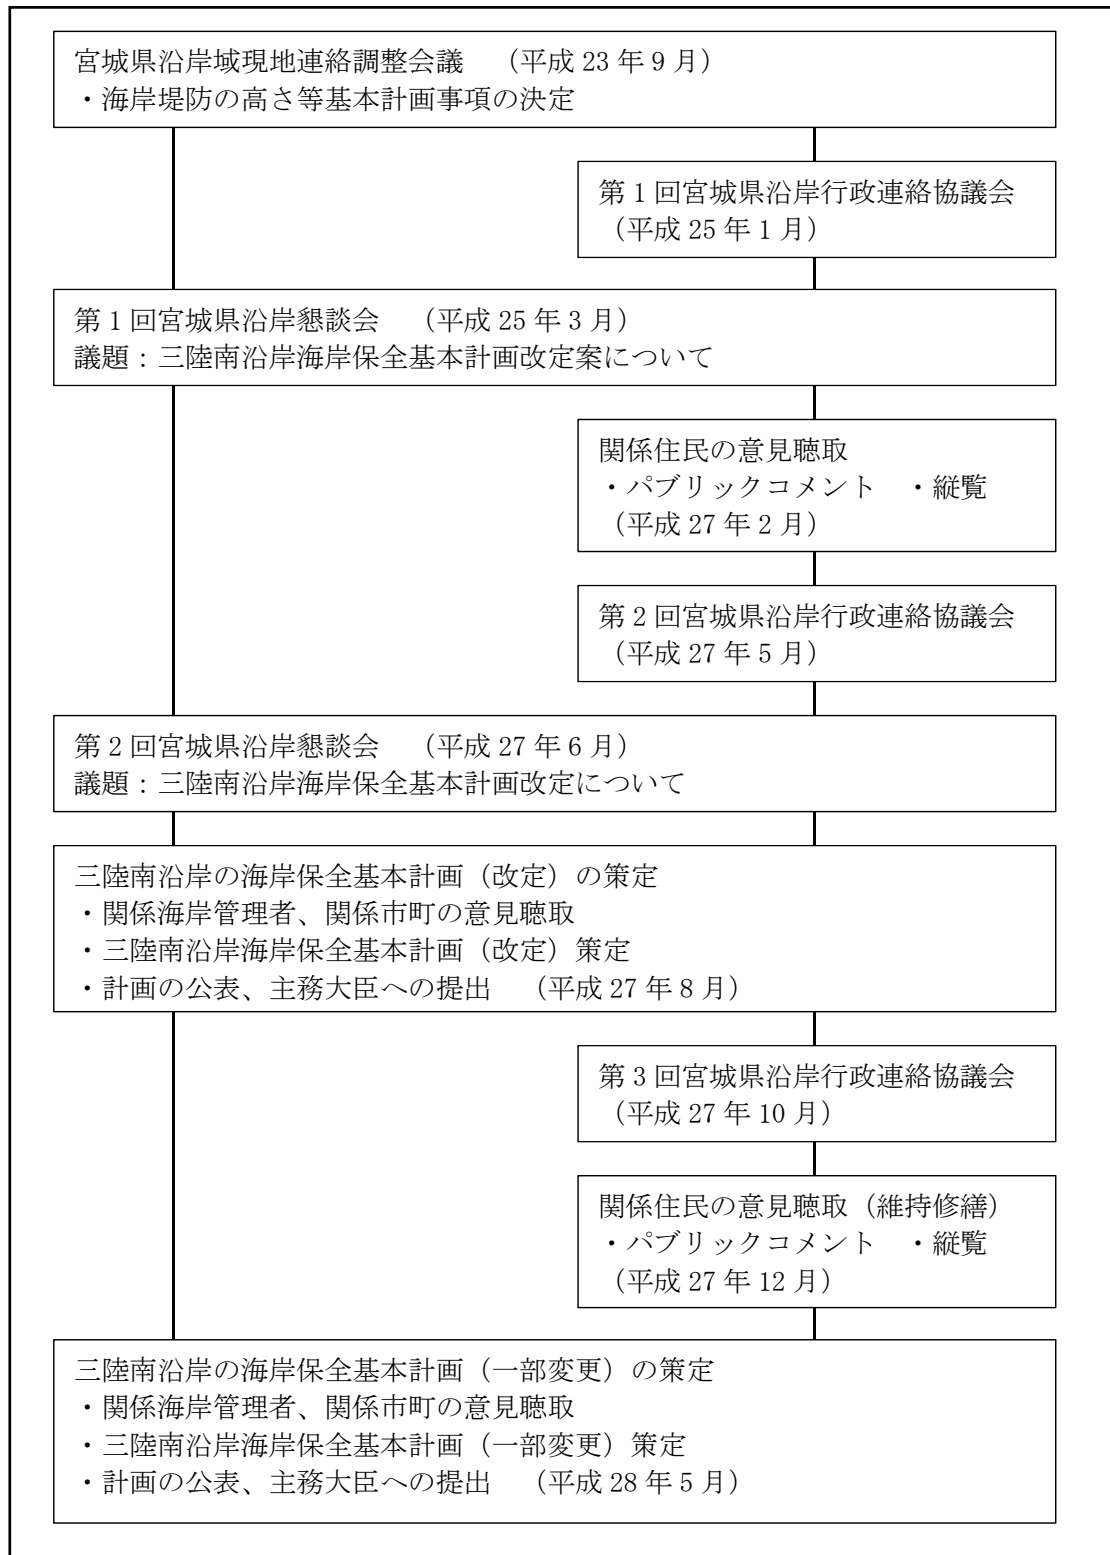 宮城県沿岸域現地連絡調整会議 (平成 23 年 9 月)
・海岸堤防の高さ等基本計画事項の決定
第 1 回宮城県沿岸行政連絡協議会
(平成 25 年 1 月)
第 1 回宮城県沿岸懇談会 (平成 25 年 3 月)
議題:三陸南沿岸海岸保全基本計画改定案について
関係住民の意見聴取
・パブリックコメント ・縦覧
(平成 27 年 2 月)
第 2 回宮城県沿岸行政連絡協議会
(平成 27 年 5 月)
第 2 回宮城県沿岸懇談会 (平成 27 年 6 月)
議題:三陸南沿岸海岸保全基本計画改定について
三陸南沿岸の海岸保全基本計画(改定)の策定
・関係海岸管理者、関係市町の意見聴取
・三陸南沿岸海岸保全基本計画(改定)策定
・計画の公表、主務大臣への提出 (平成 27 年 8 月)
第 3 回宮城県沿岸行政連絡協議会
(平成 27 年 10 月)
関係住民の意見聴取(維持修繕)
・パブリックコメント ・縦覧
(平成 27 年 12 月)
三陸南沿岸の海岸保全基本計画(一部変更)の策定
・関係海岸管理者、関係市町の意見聴取
・三陸南沿岸海岸保全基本計画(一部変更)策定
・計画の公表、主務大臣への提出 (平成 28 年 5 月)